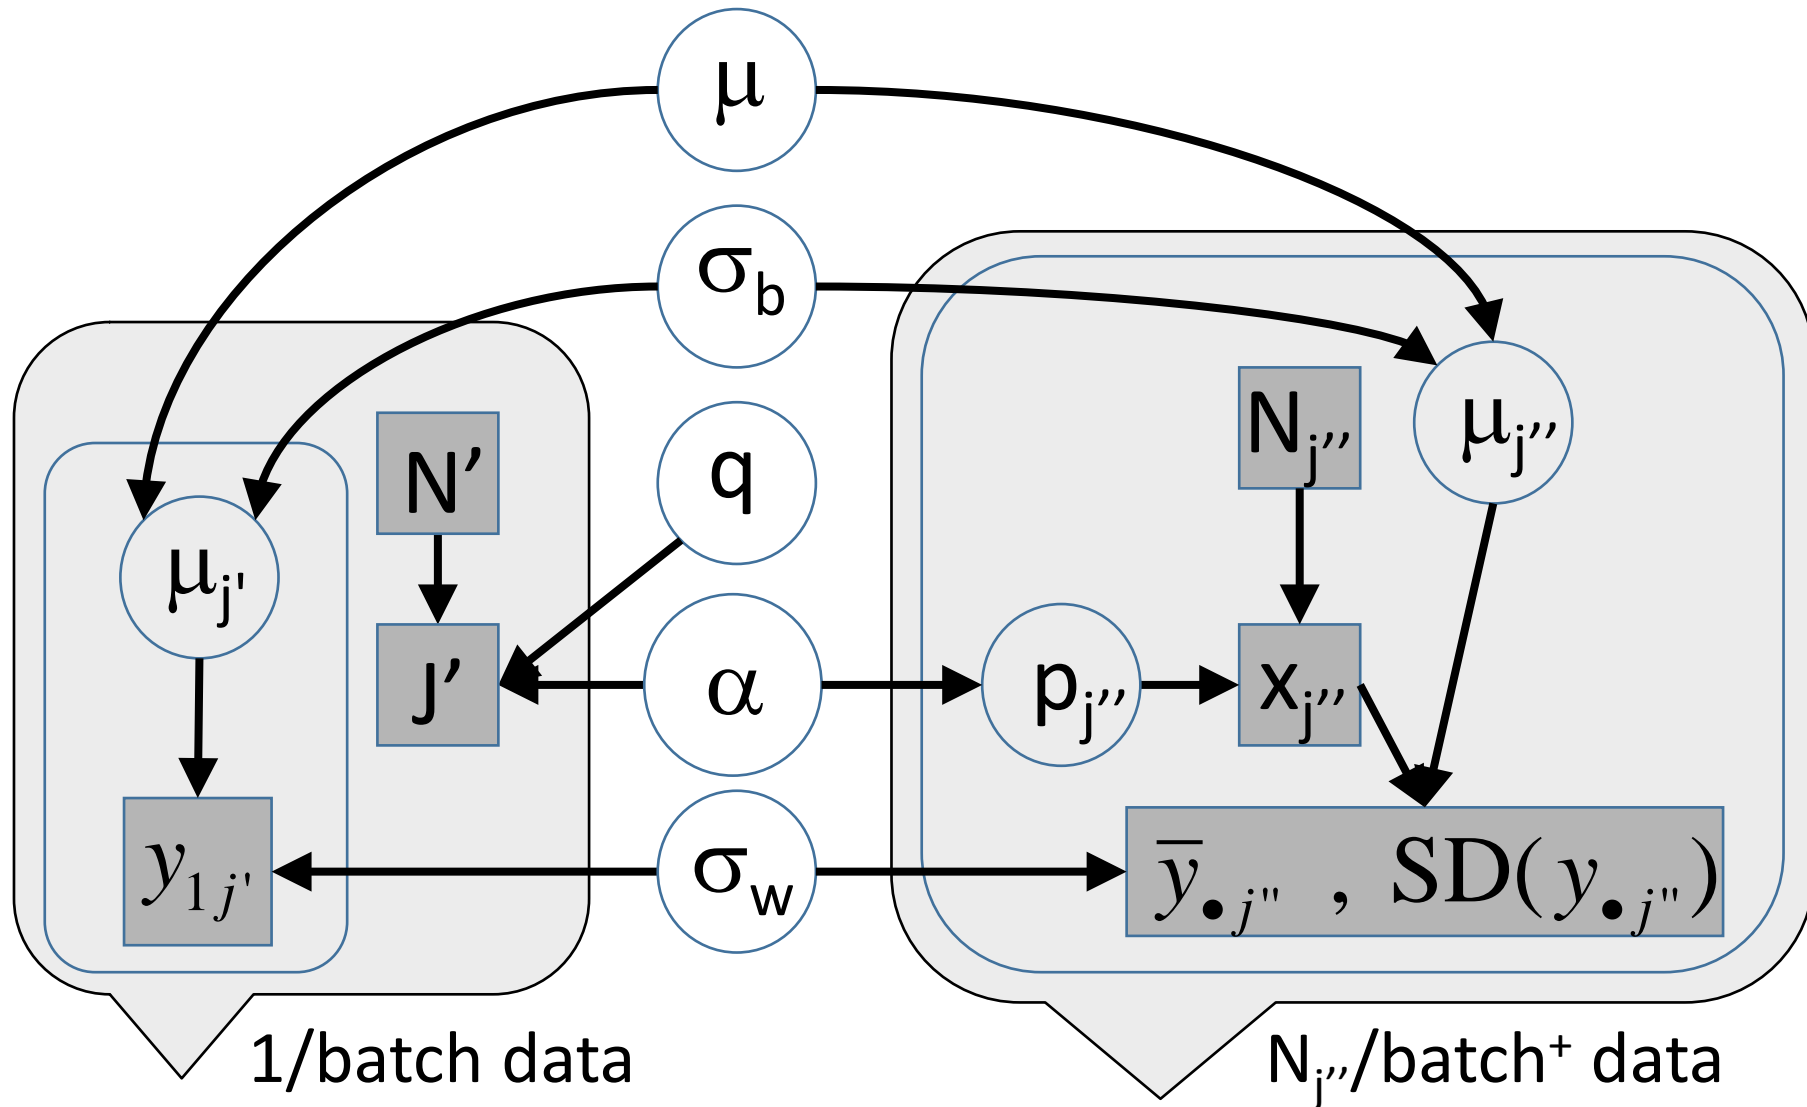 μ
σb
q
α
σw
N'
J'
μj'
y1j'
1/batch data
Nj''
μj''
pj''
xj''
ȳ•j" , SD(y•j")
Nj''/batch⁺ data